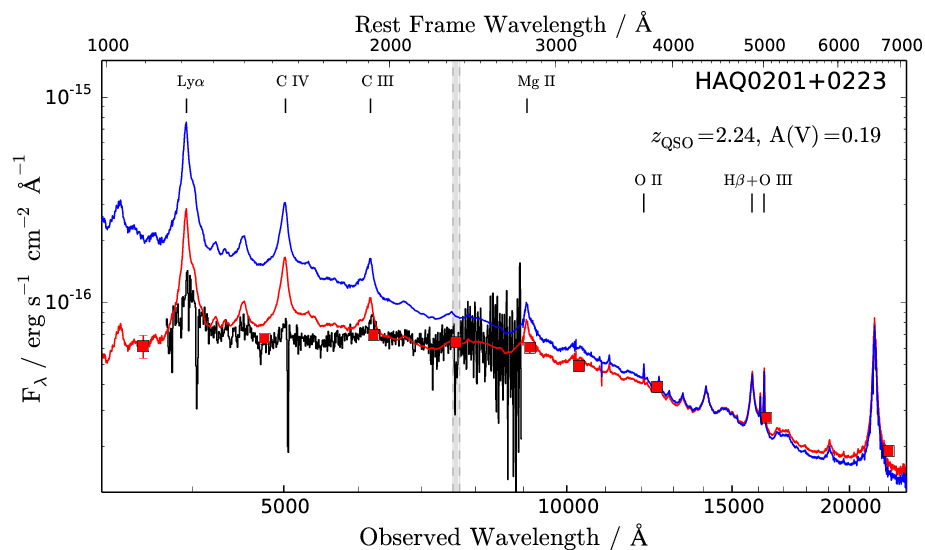 Rest Frame Wavelength / Å
1000 2000 3000 4000 5000 6000 7000
Lyα C IV C III Mg II
HAQ0201+0223
z_QSO=2.24, A(V)=0.19
O II Hβ+O III
10^-15
10^-16
F_λ / erg s^-1 cm^-2 Å^-1
5000 10000 15000 20000
Observed Wavelength / Å